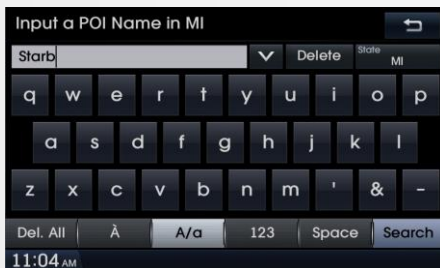 Input a POI Name in MI
Starb Delete State MI
q w e r t y u i o p
a s d f g h j k l
z x c v b n m ' & -
Del. All À A/a 123 Space Search
11:04 AM